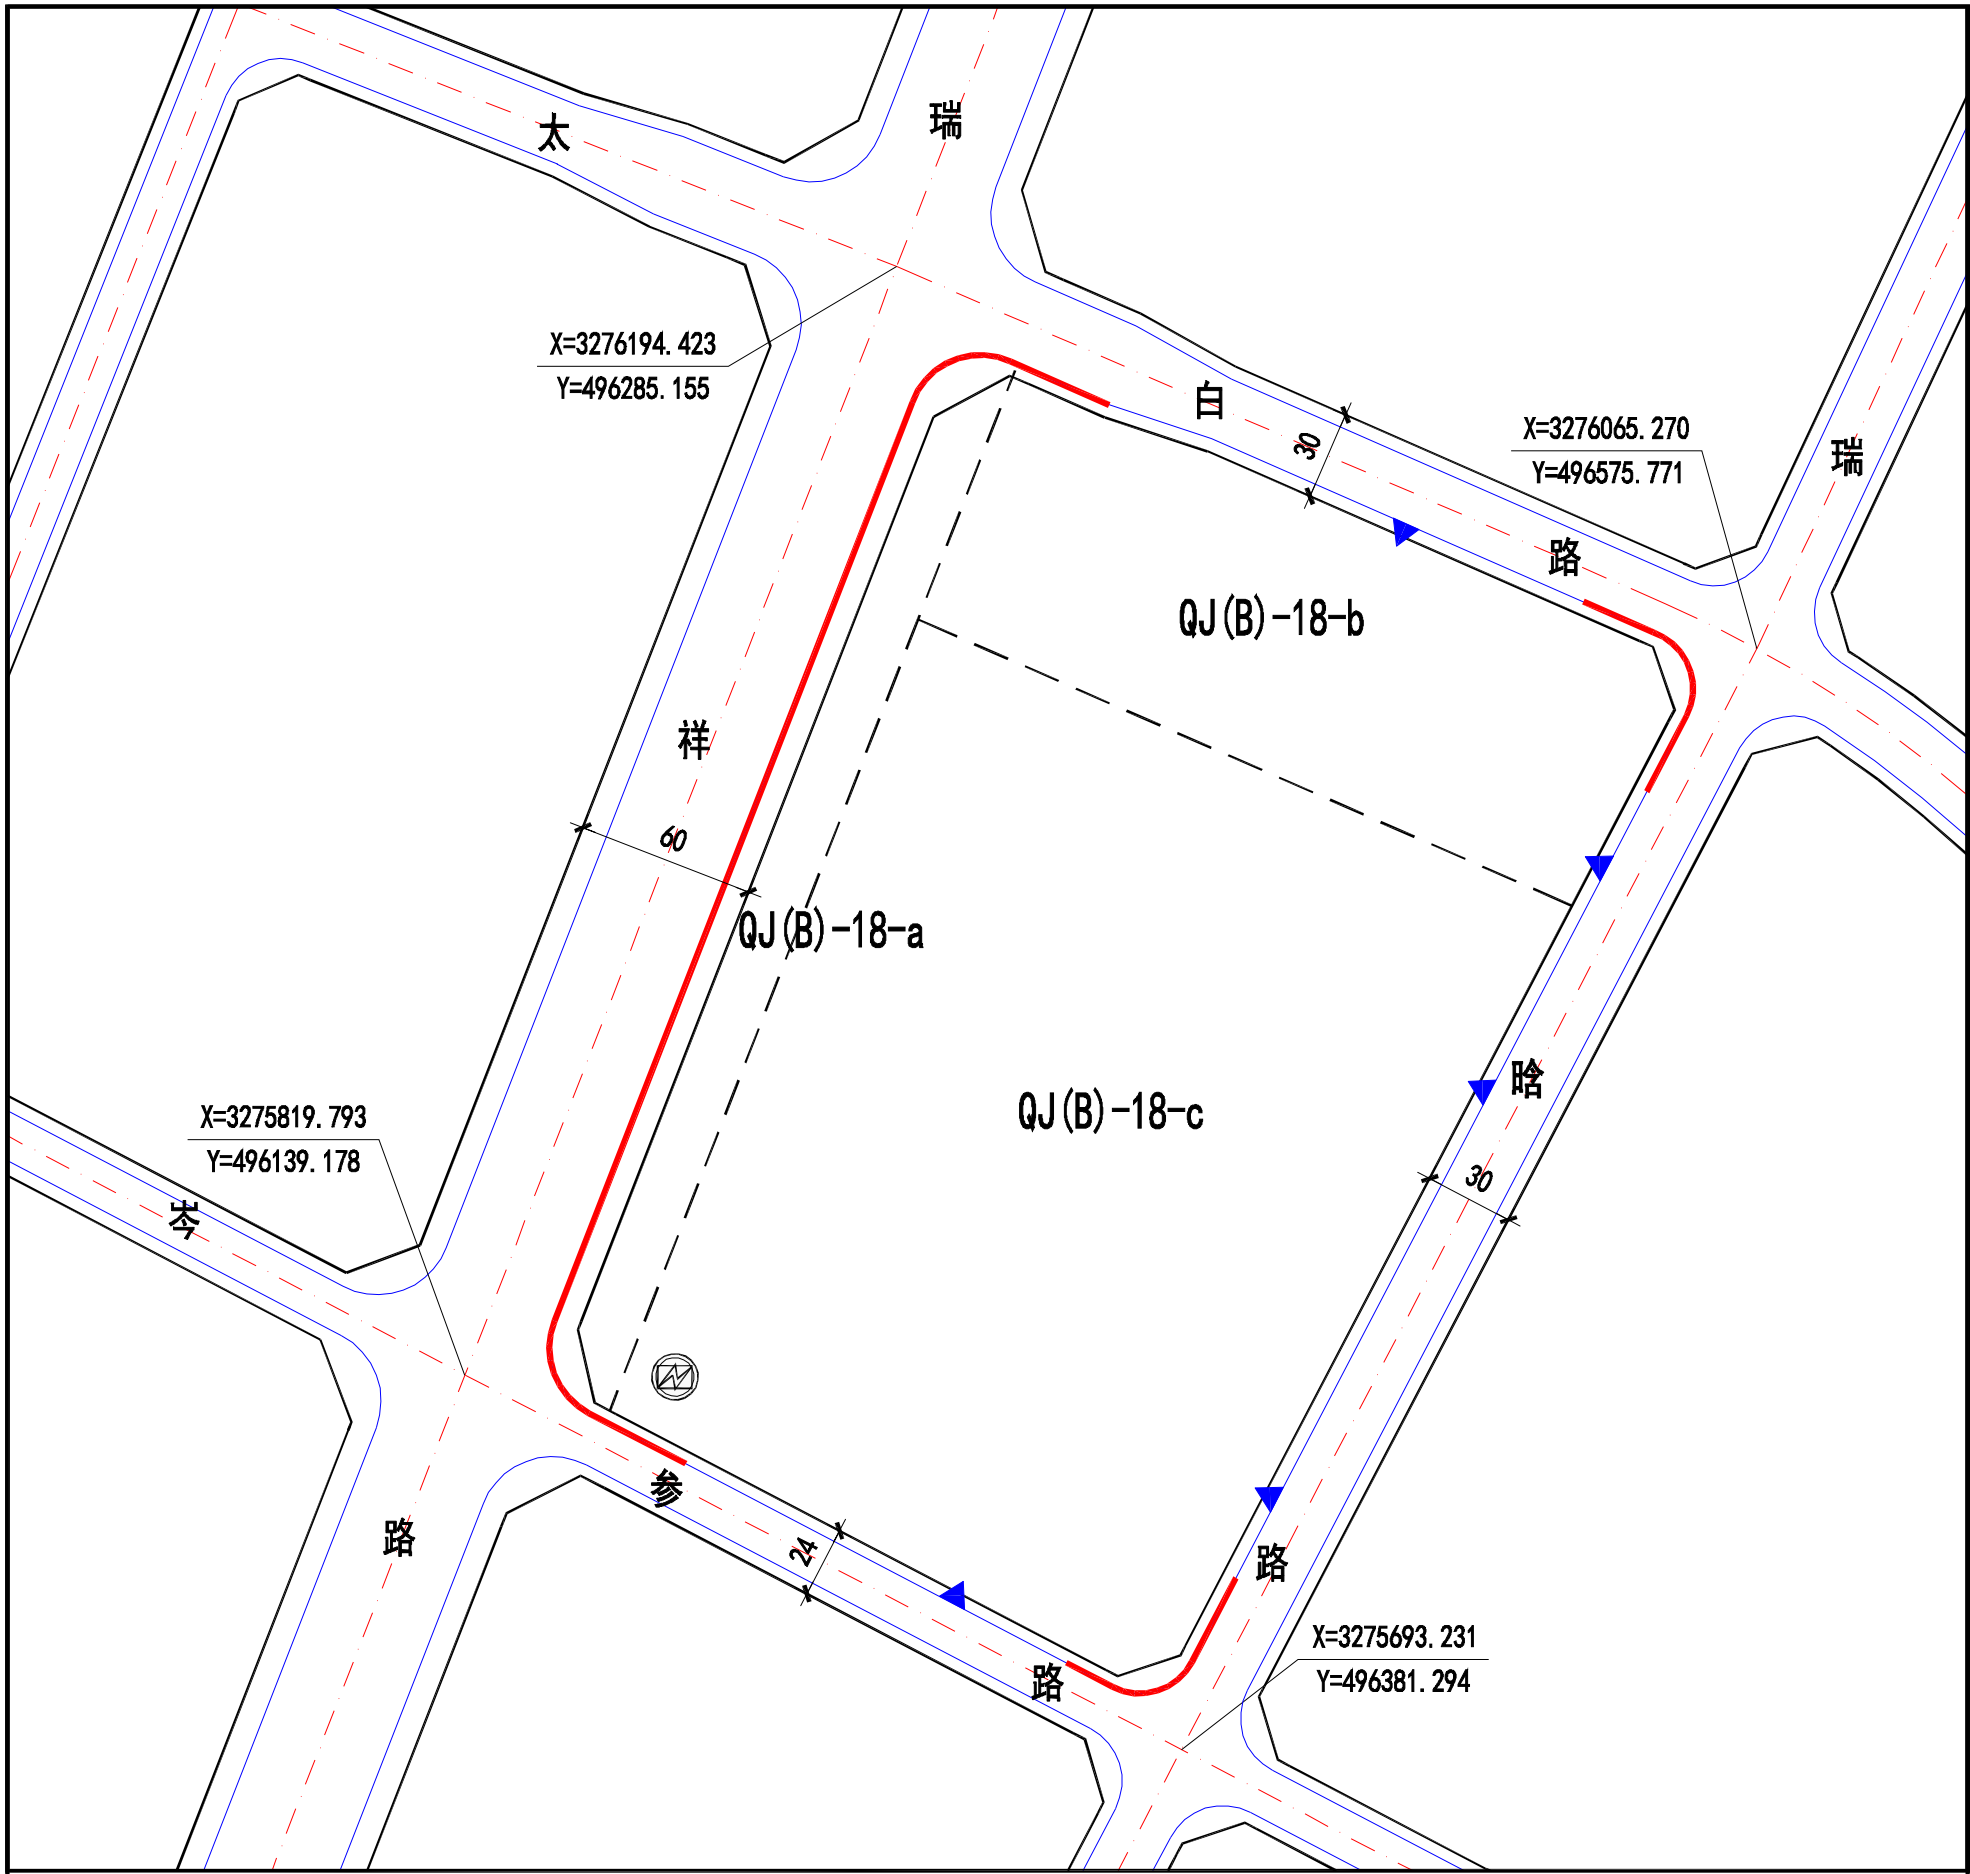 太
瑞
X=3276194.423
Y=496285.155
白
30
X=3276065.270
Y=496575.771
瑞
路
QJ(B)-18-b
祥
60
QJ(B)-18-a
晗
QJ(B)-18-c
X=3275819.793
Y=496139.178
岑
30
参
路
24
路
路
X=3275693.231
Y=496381.294